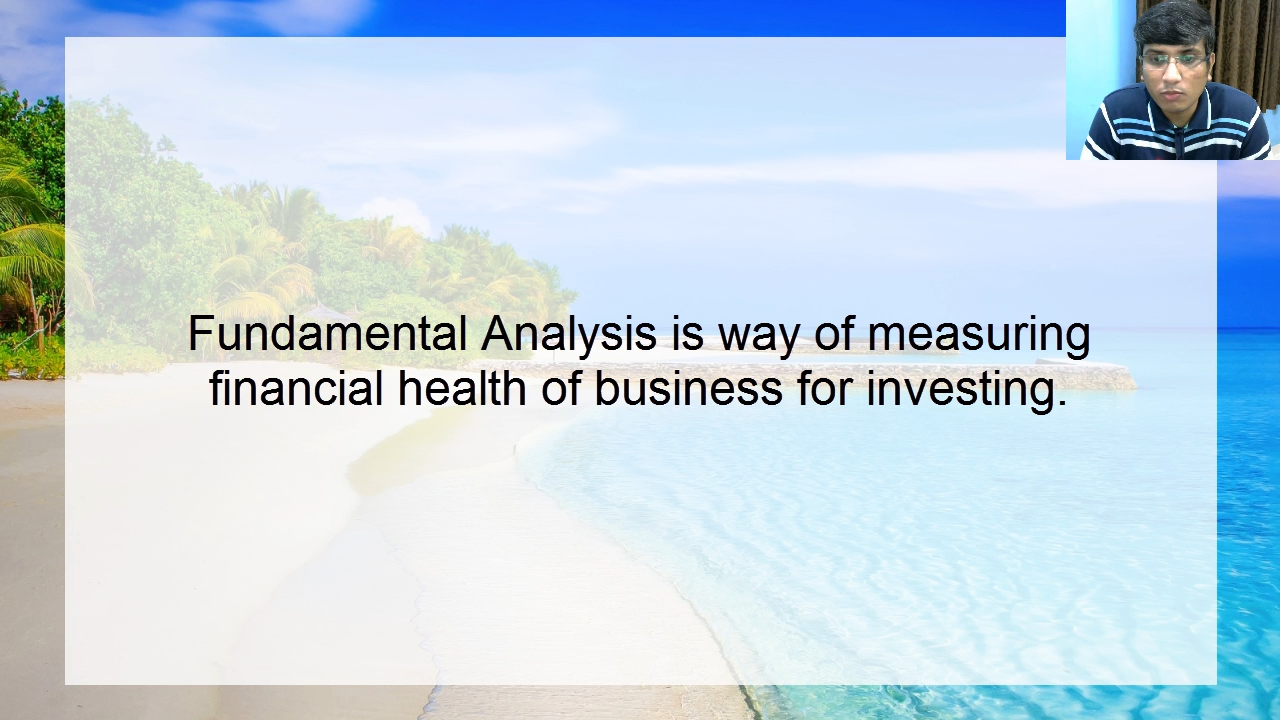 Fundamental Analysis is way of measuring
financial health of business for investing.